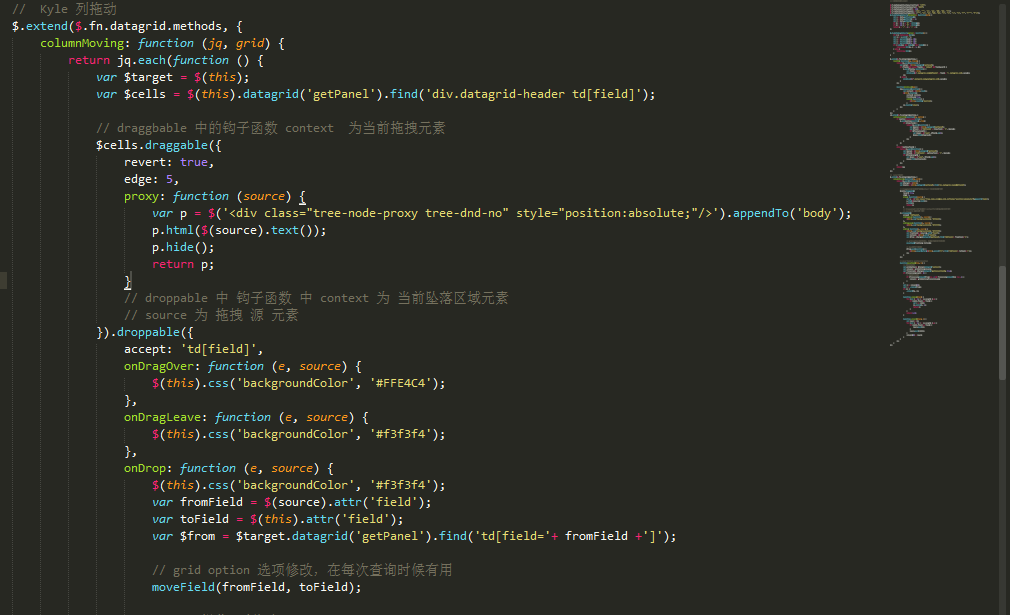 //  Kyle 列拖动
$.extend($.fn.datagrid.methods, {
    columnMoving: function (jq, grid) {
        return jq.each(function () {
            var $target = $(this);
            var $cells = $(this).datagrid('getPanel').find('div.datagrid-header td[field]');

            // draggbable 中的钩子函数 context  为当前拖拽元素
            $cells.draggable({
                revert: true,
                edge: 5,
                proxy: function (source) {
                    var p = $('<div class="tree-node-proxy tree-dnd-no" style="position:absolute;"/>').appendTo('body');
                    p.html($(source).text());
                    p.hide();
                    return p;
                }
                // droppable 中 钩子函数 中 context 为 当前坠落区域元素
                // source 为 拖拽 源 元素
            }).droppable({
                accept: 'td[field]',
                onDragOver: function (e, source) {
                    $(this).css('backgroundColor', '#FFE4C4');
                },
                onDragLeave: function (e, source) {
                    $(this).css('backgroundColor', '#f3f3f4');
                },
                onDrop: function (e, source) {
                    $(this).css('backgroundColor', '#f3f3f4');
                    var fromField = $(source).attr('field');
                    var toField = $(this).attr('field');
                    var $from = $target.datagrid('getPanel').find('td[field='+ fromField +']');

                    // grid option 选项修改，在每次查询时候有用
                    moveField(fromField, toField);